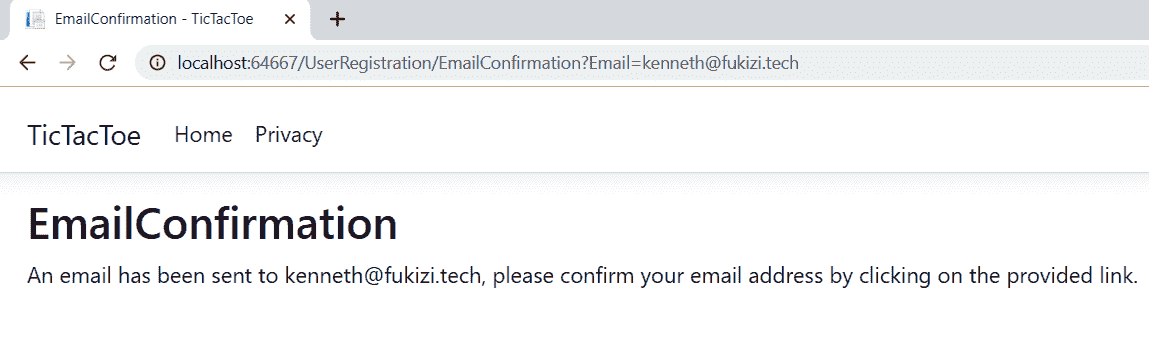 EmailConfirmation - TicTacToe
localhost:64667/UserRegistration/EmailConfirmation?Email=kenneth@fukizi.tech
TicTacToe Home Privacy
EmailConfirmation
An email has been sent to kenneth@fukizi.tech, please confirm your email address by clicking on the provided link.